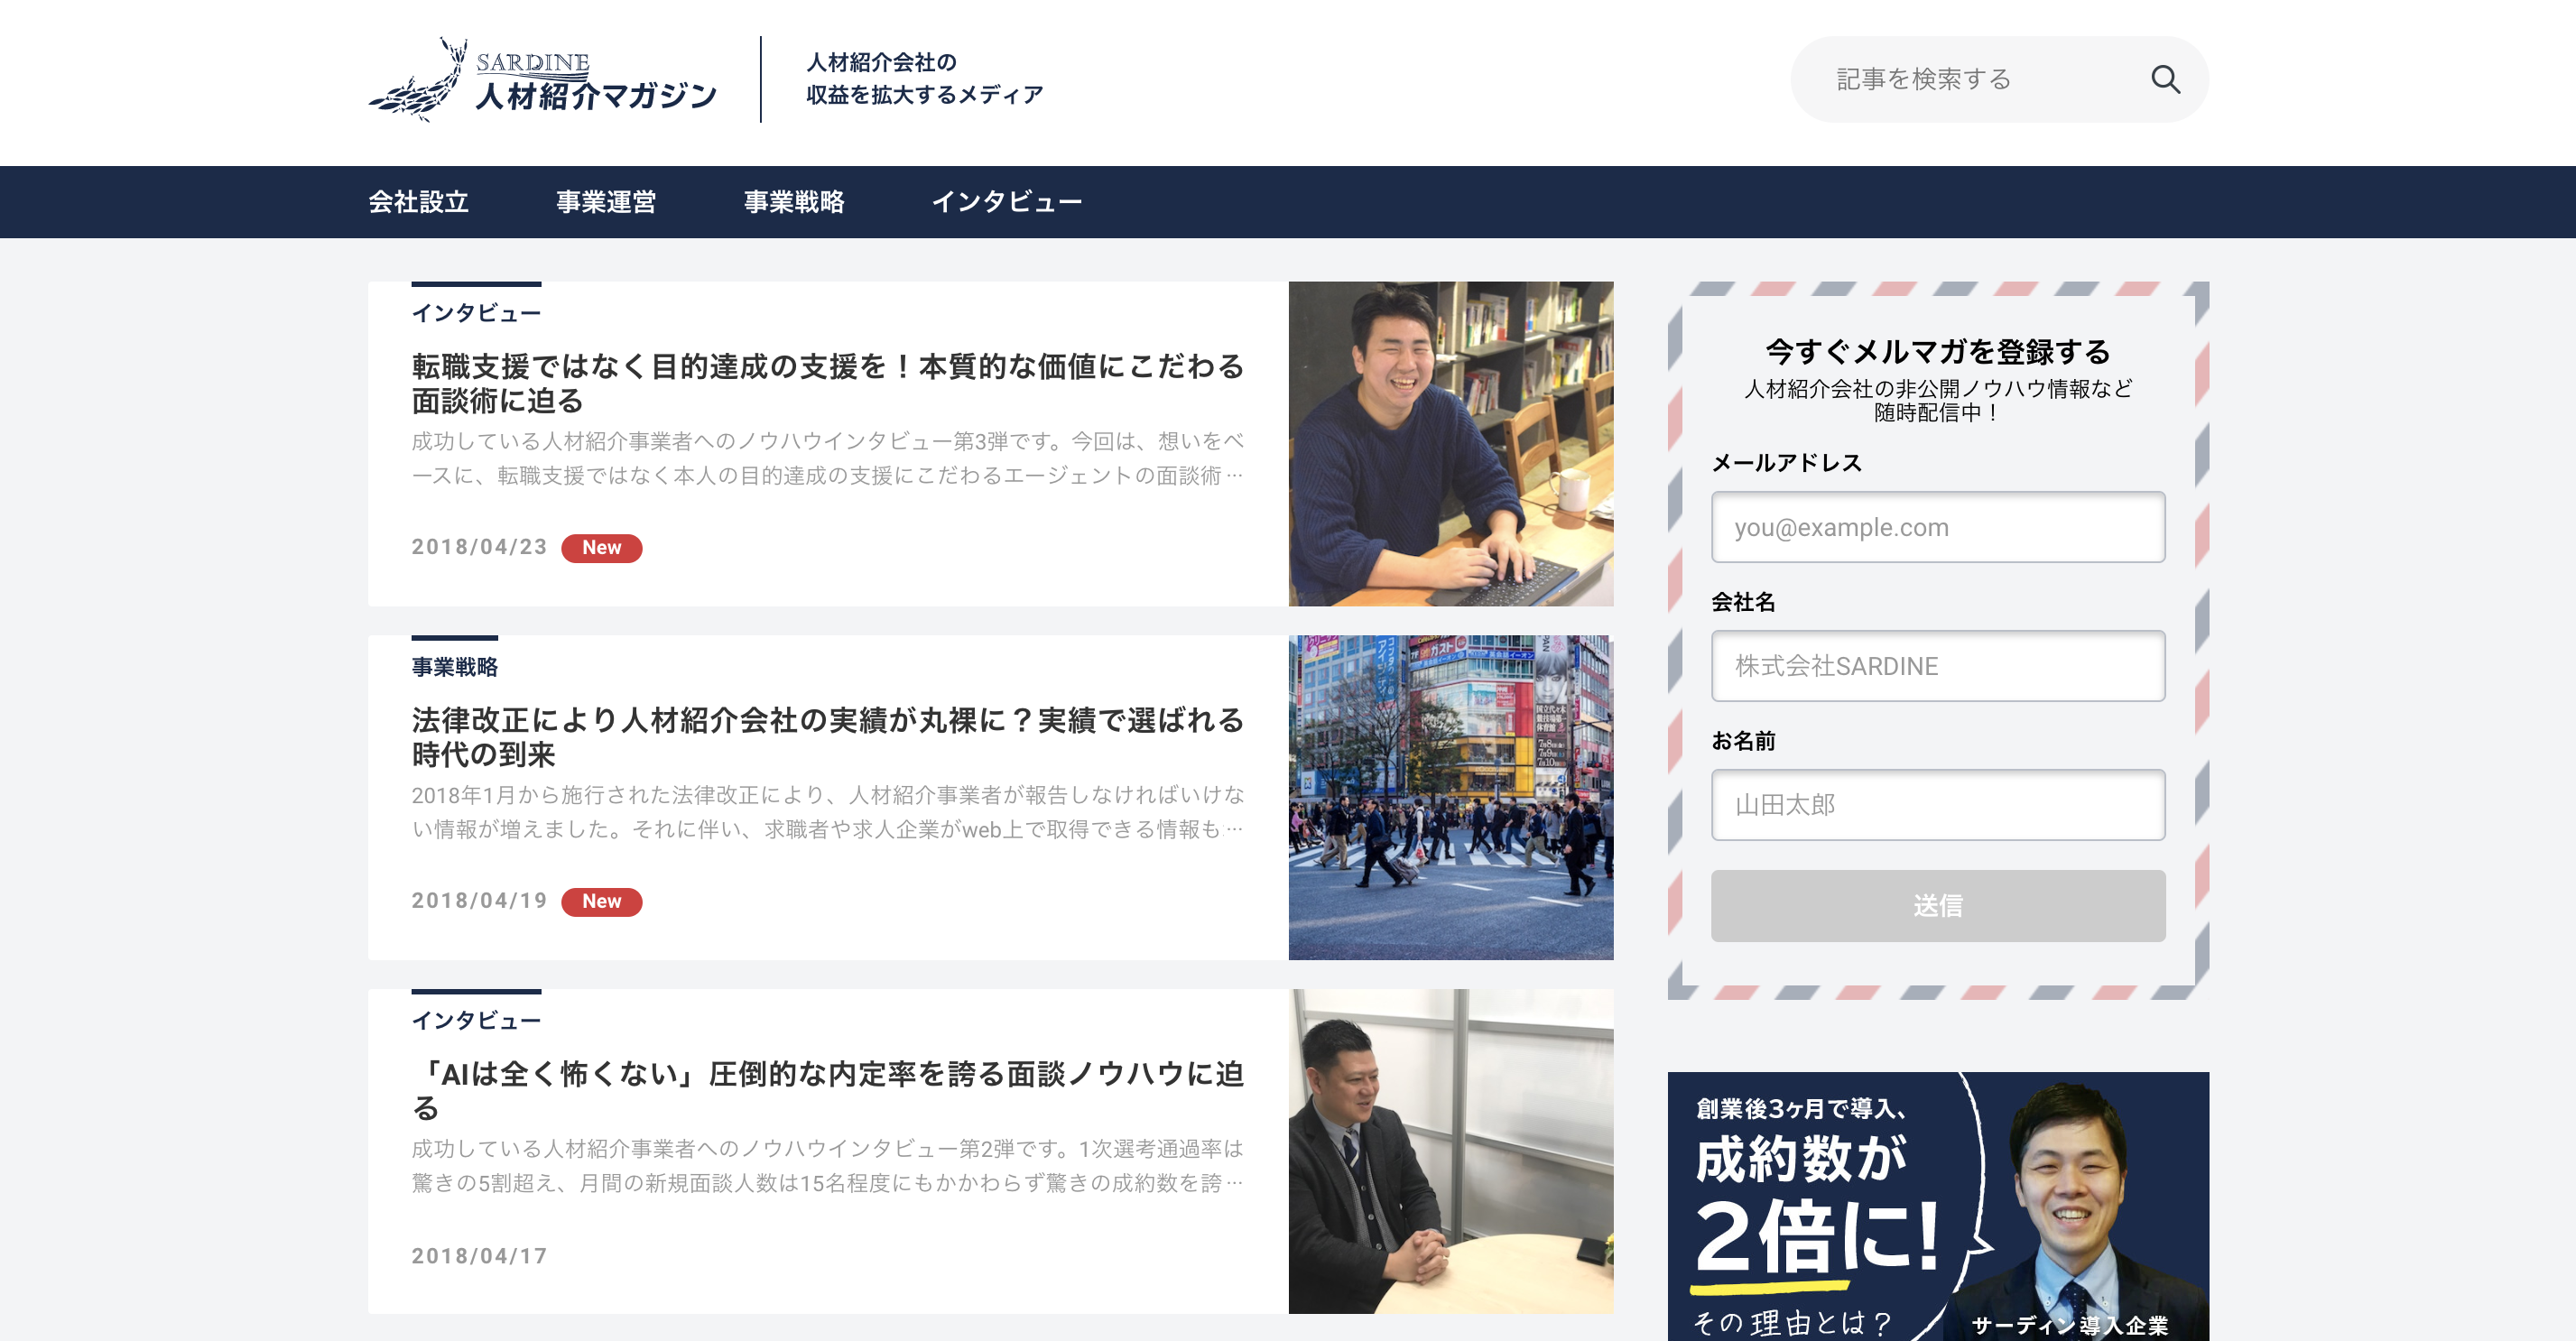 SARDINE
人材紹介マガジン
人材紹介会社の
収益を拡大するメディア
記事を検索する
会社設立
事業運営
事業戦略
インタビュー
インタビュー
転職支援ではなく目的達成の支援を！本質的な価値にこだわる
面談術に迫る
成功している人材紹介事業者へのノウハウインタビュー第3弾です。今回は、想いをベ
ースに、転職支援ではなく本人の目的達成の支援にこだわるエージェントの面談術…
2018/04/23 New
事業戦略
法律改正により人材紹介会社の実績が丸裸に？実績で選ばれる
時代の到来
2018年1月から施行された法律改正により、人材紹介事業者が報告しなければいけな
い情報が増えました。それに伴い、求職者や求人企業がweb上で取得できる情報も…
2018/04/19 New
インタビュー
「AIは全く怖くない」圧倒的な内定率を誇る面談ノウハウに迫
る
成功している人材紹介事業者へのノウハウインタビュー第2弾です。1次選考通過率は
驚きの5割超え、月間の新規面談人数は15名程度にもかかわらず驚きの成約数を誇…
2018/04/17
今すぐメルマガを登録する
人材紹介会社の非公開ノウハウ情報など
随時配信中！
メールアドレス
you@example.com
会社名
株式会社SARDINE
お名前
山田太郎
送信
創業後3ヶ月で導入、
成約数が
2倍に!
その理由とは？
サーディン導入企業